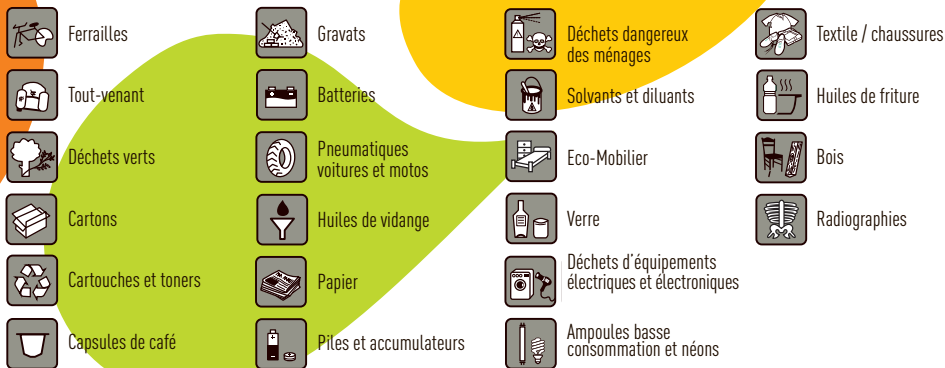 Ferrailles
Tout-venant
Déchets verts
Cartons
Cartouches et toners
Capsules de café
Gravats
Batteries
Pneumatiques
voitures et motos
Huiles de vidange
Papier
Piles et accumulateurs
Déchets dangereux
des ménages
Solvants et diluants
Eco-Mobilier
Verre
Déchets d'équipements
électriques et électroniques
Ampoules basse
consommation et néons
Textile / chaussures
Huiles de friture
Bois
Radiographies